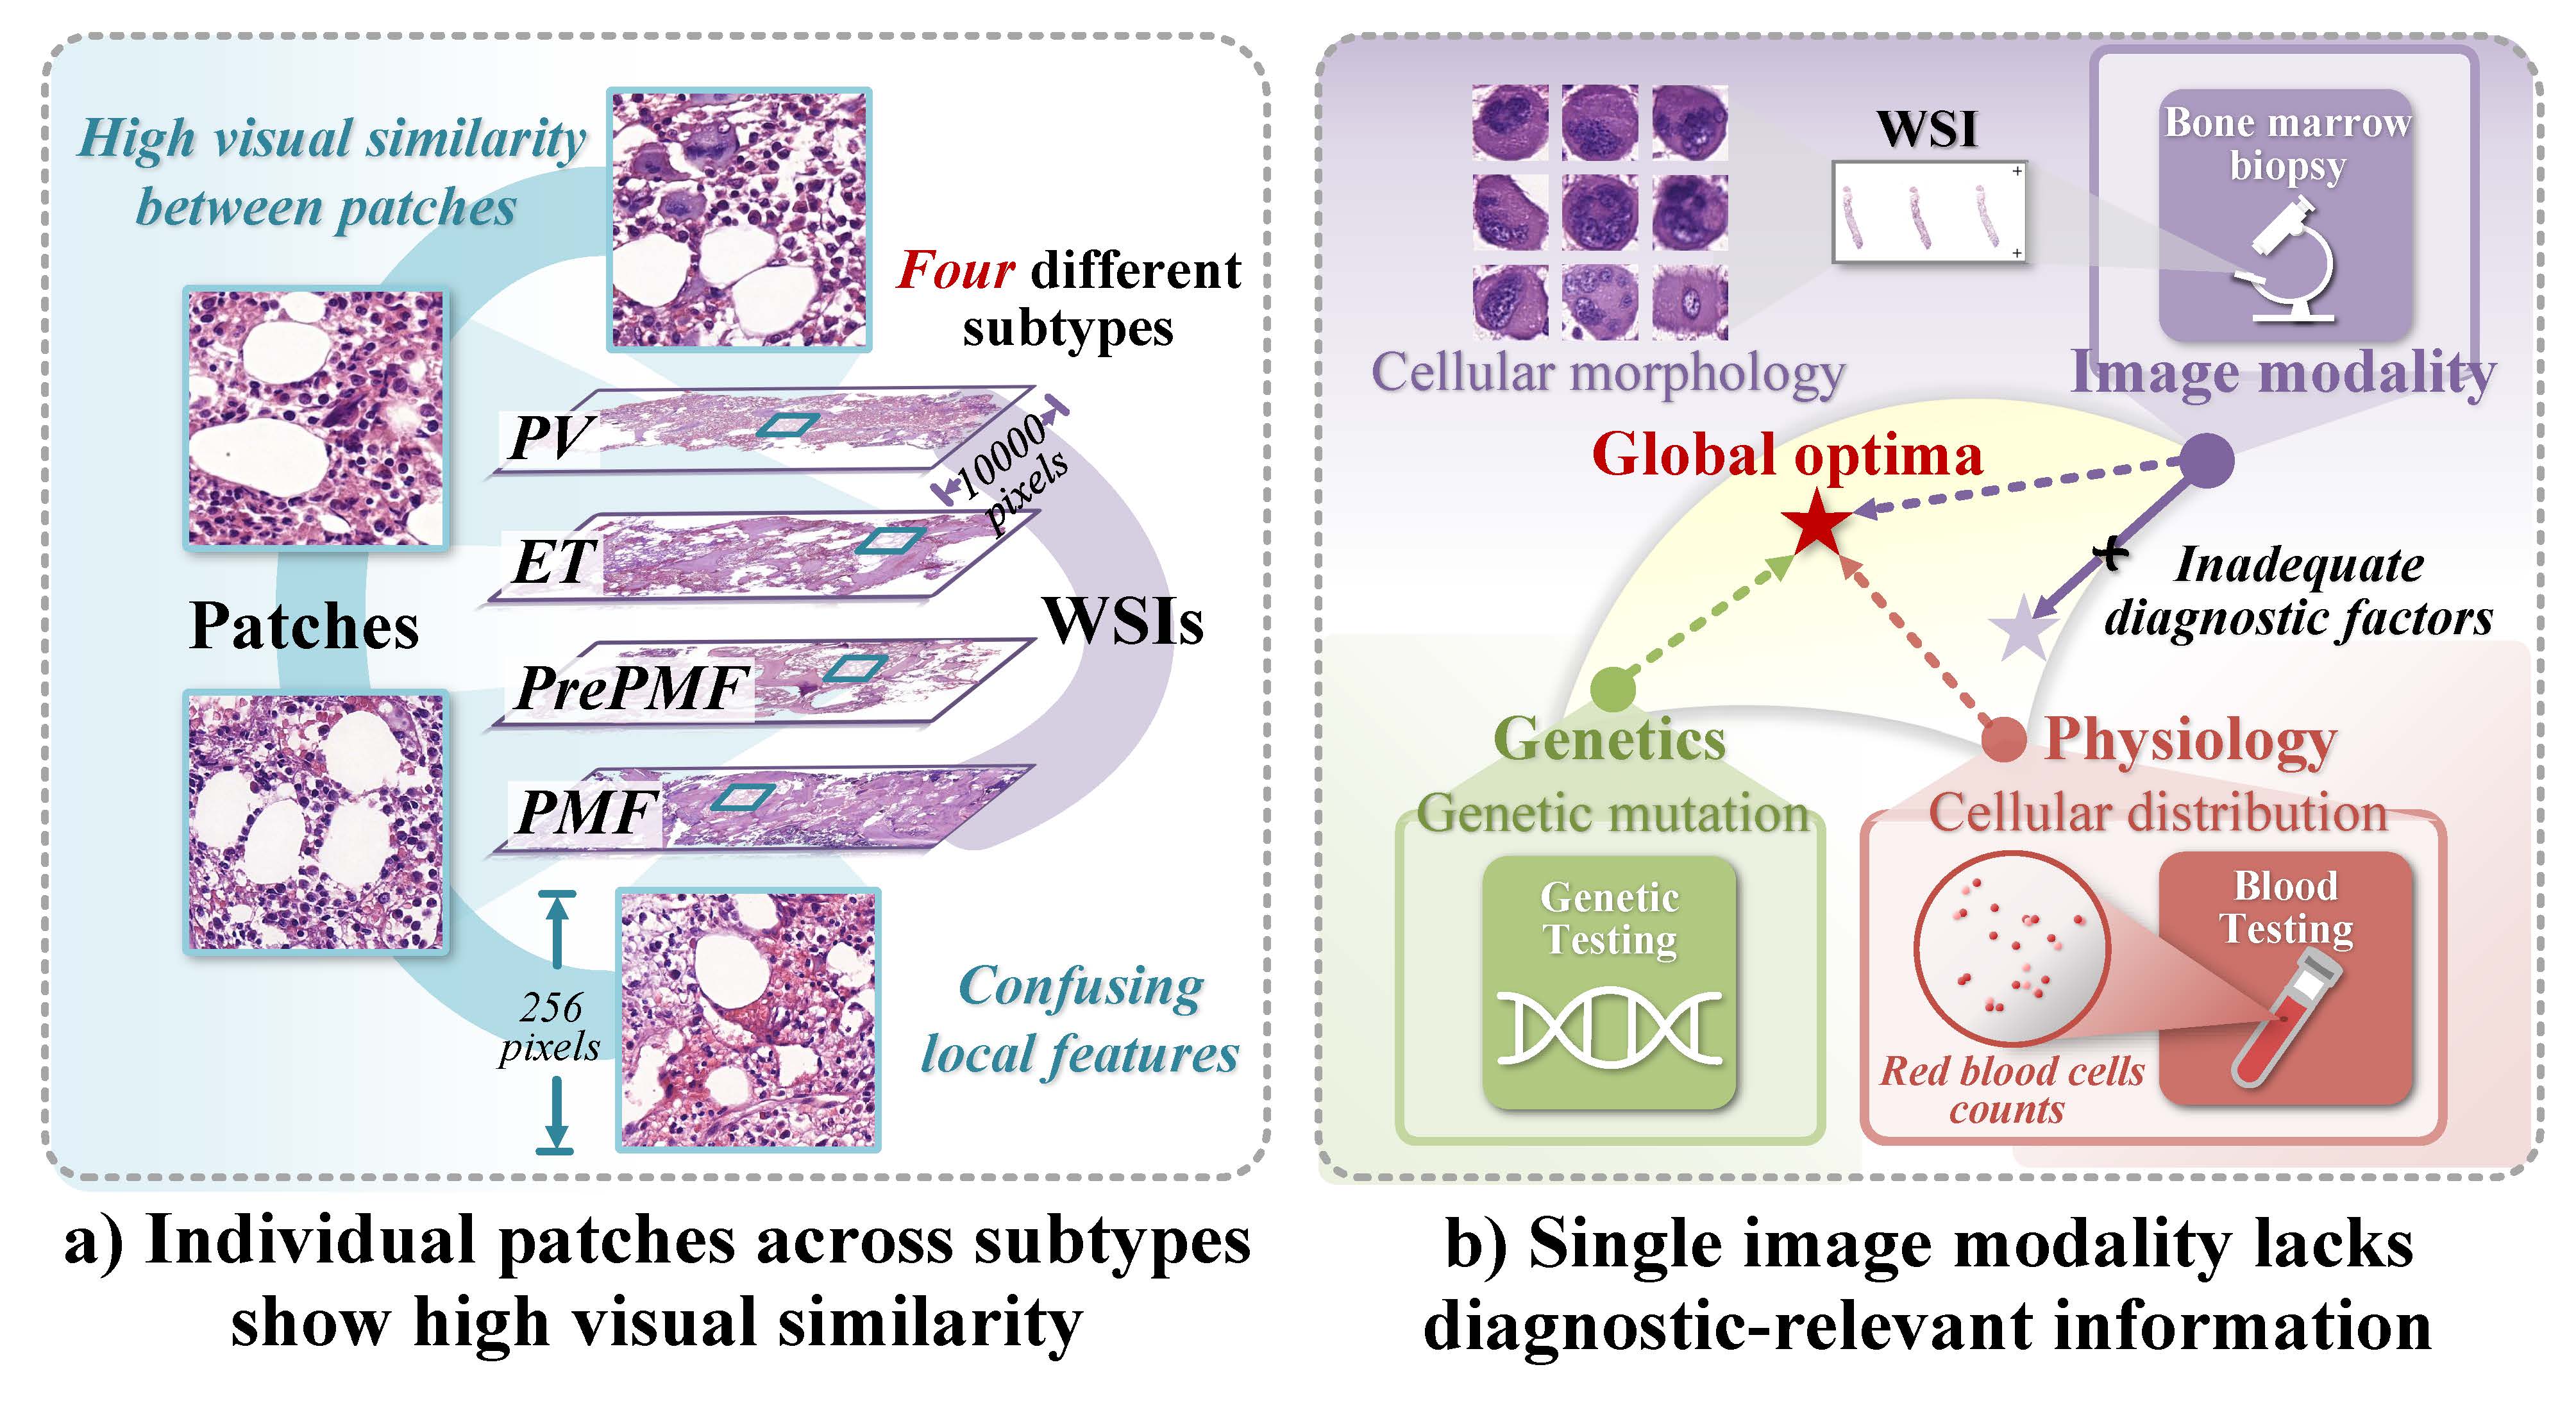 High visual similarity
between patches
Four different
subtypes
PV
10000
pixels
ET
Patches
WSIs
PrePMF
PMF
256
pixels
Confusing
local features
a) Individual patches across subtypes
show high visual similarity
WSI
Bone marrow
biopsy
Cellular morphology
Image modality
Global optima
Inadequate
diagnostic factors
Genetics
Genetic mutation
Genetic
Testing
Physiology
Cellular distribution
Blood
Testing
Red blood cells
counts
b) Single image modality lacks
diagnostic-relevant information